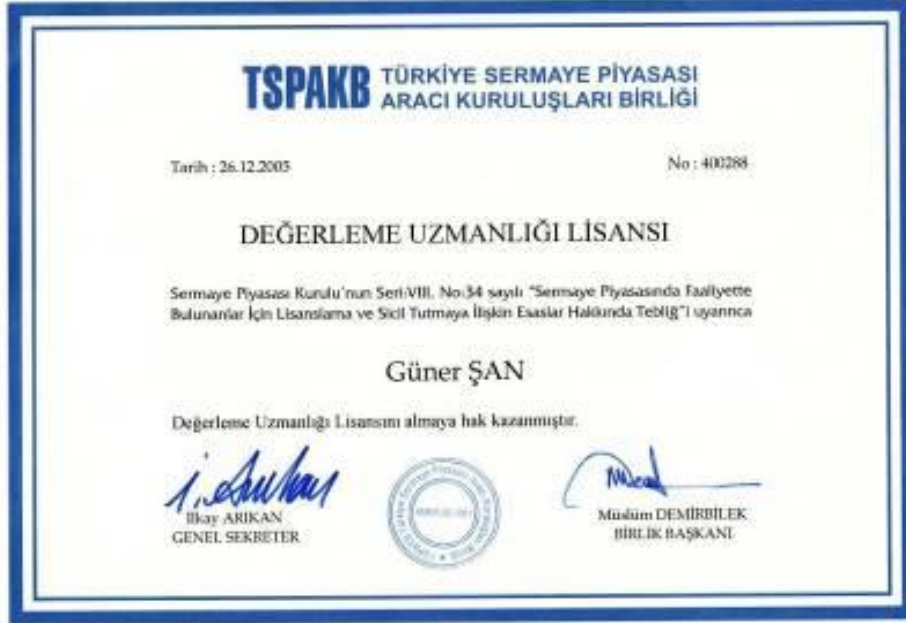 TSPAKB TÜRKİYE SERMAYE PİYASASI
ARACI KURULUŞLARI BİRLİĞİ
Tarih : 26.12.2005 No : 400288
DEĞERLEME UZMANLIĞI LİSANSI
Sermaye Piyasası Kurulu'nun Seri:VIII, No:34 sayılı "Sermaye Piyasasında Faaliyette
Bulunanlar İçin Lisanslama ve Sicil Tutmaya İlişkin Esaslar Hakkında Tebliğ"i uyarınca
Güner ŞAN
Değerleme Uzmanlığı Lisansını almaya hak kazanmıştır.
İlkay ARIKAN
GENEL SEKRETER
Müslüm DEMİRBİLEK
BİRLİK BAŞKANI